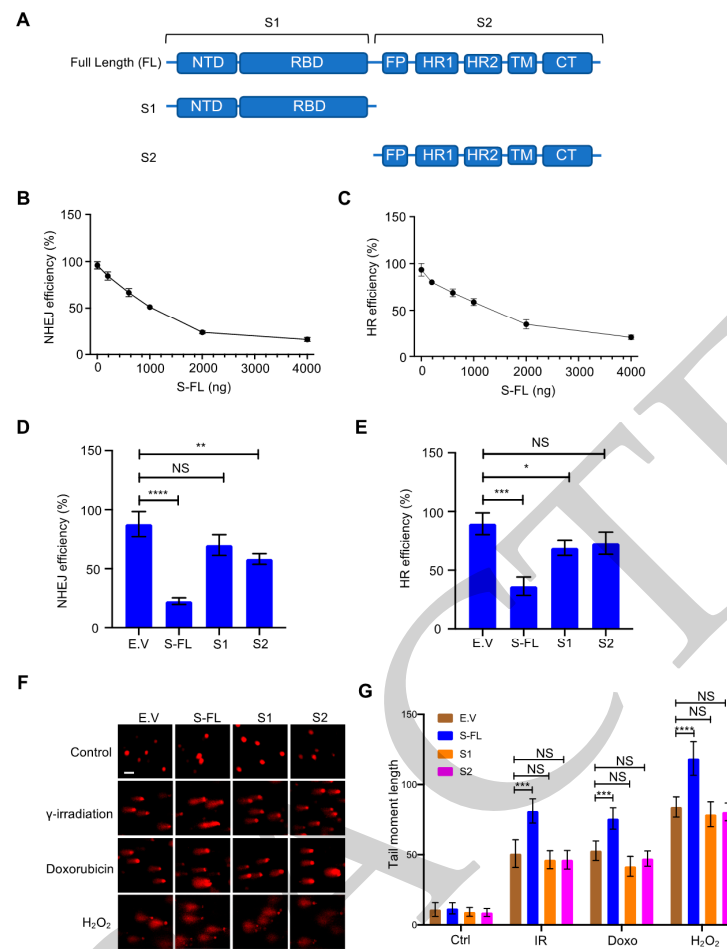 A
S1 S2
Full Length (FL) NTD RBD FP HR1 HR2 TM CT
S1 NTD RBD
S2 FP HR1 HR2 TM CT
B
150
100
50
0
NHEJ efficiency (%)
0 1000 2000 3000 4000
S-FL (ng)
C
150
100
50
0
HR efficiency (%)
0 1000 2000 3000 4000
S-FL (ng)
D
150
100
50
0
NHEJ efficiency (%)
**
NS
****
E.V S-FL S1 S2
E
150
100
50
0
HR efficiency (%)
NS
*
***
E.V S-FL S1 S2
F
E.V S-FL S1 S2
Control
γ-irradiation
Doxorubicin
H₂O₂
G
E.V
S-FL
S1
S2
150
100
50
0
Tail moment length
NS
NS
***
NS
NS
***
NS
NS
****
Ctrl IR Doxo H₂O₂